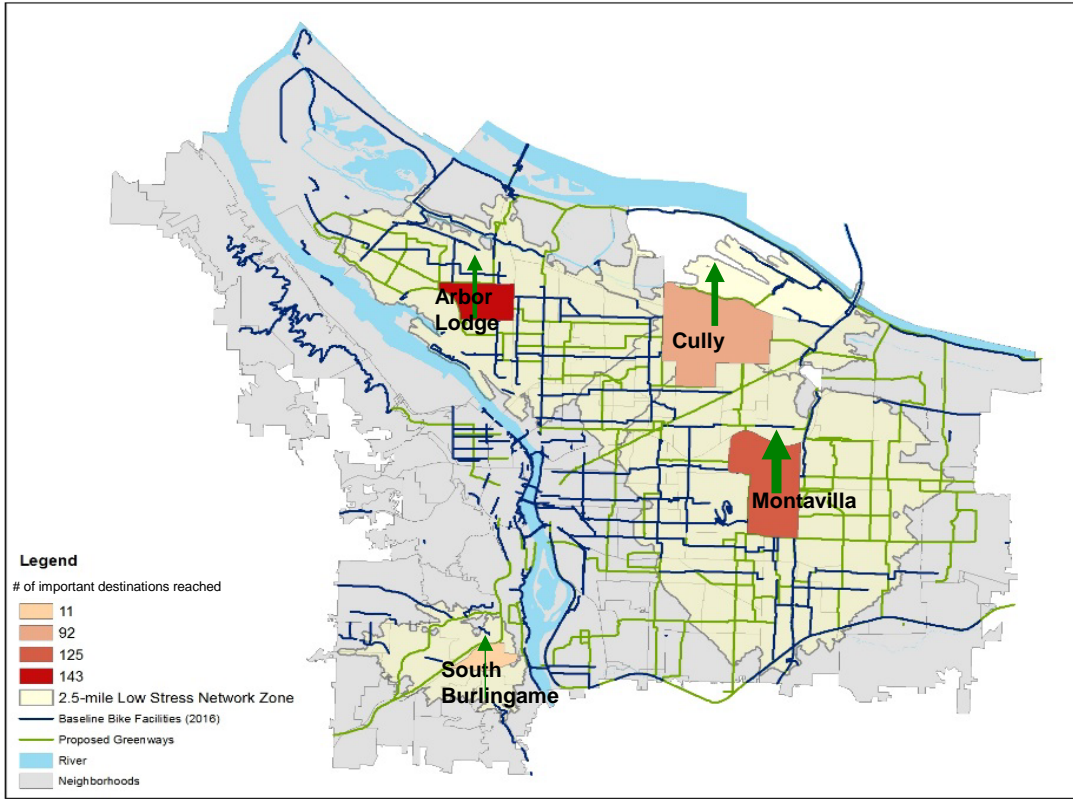 Arbor
Lodge
Cully
Montavilla
South
Burlingame
Legend
# of important destinations reached
11
92
125
143
2.5-mile Low Stress Network Zone
Baseline Bike Facilities (2016)
Proposed Greenways
River
Neighborhoods